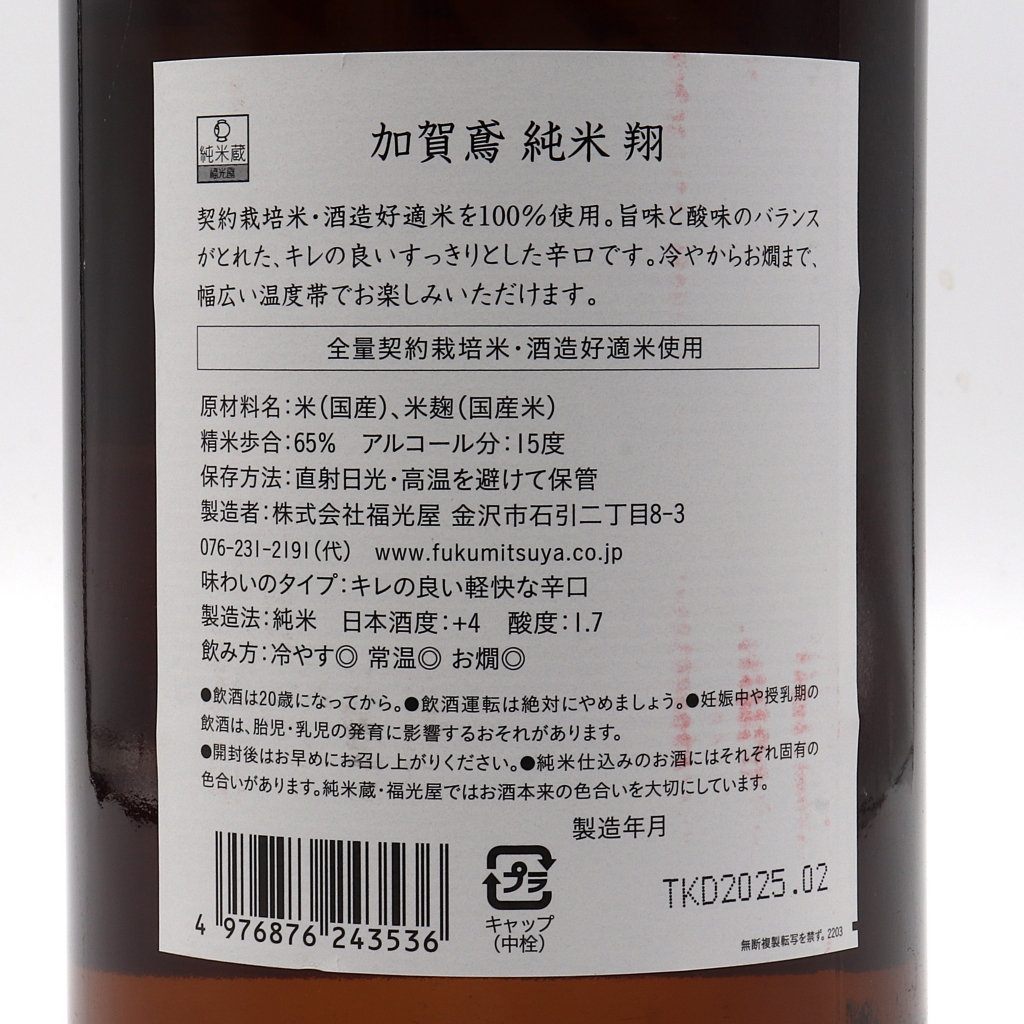 純米蔵
福光屋
加賀鳶 純米 翔
契約栽培米・酒造好適米を100%使用。旨味と酸味のバランス
がとれた、キレの良いすっきりとした辛口です。冷やからお燗まで、
幅広い温度帯でお楽しみいただけます。
全量契約栽培米・酒造好適米使用
原材料名：米(国産)、米麹(国産米)
精米歩合：65%　アルコール分：15度
保存方法：直射日光・高温を避けて保管
製造者：株式会社福光屋 金沢市石引二丁目8-3
076-231-2191(代)　www.fukumitsuya.co.jp
味わいのタイプ：キレの良い軽快な辛口
製造法：純米　日本酒度：+4　酸度：1.7
飲み方：冷やす◎ 常温◎ お燗◎
●飲酒は20歳になってから。●飲酒運転は絶対にやめましょう。●妊娠中や授乳期の
飲酒は、胎児・乳児の発育に影響するおそれがあります。
●開封後はお早めにお召し上がりください。●純米仕込みのお酒にはそれぞれ固有の
色合いがあります。純米蔵・福光屋ではお酒本来の色合いを大切にしています。
製造年月
TKD2025.02
4 976876 243536
プラ
キャップ
(中栓)
無断複製転写を禁ず。2203